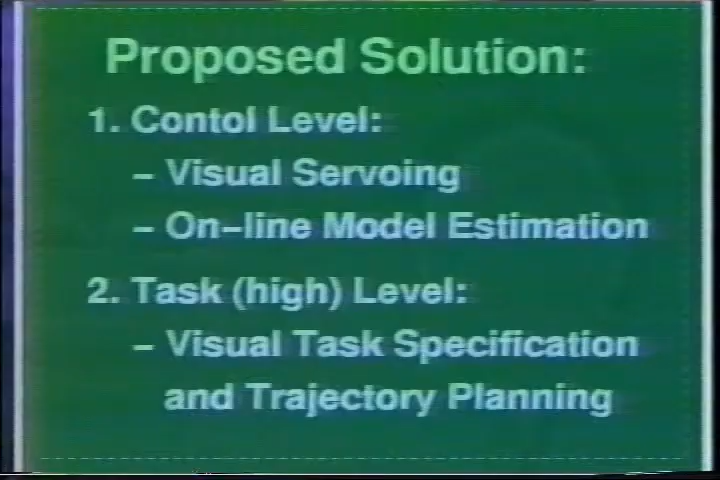 Proposed Solution:
1. Contol Level:
– Visual Servoing
– On–line Model Estimation
2. Task (high) Level:
– Visual Task Specification
and Trajectory Planning